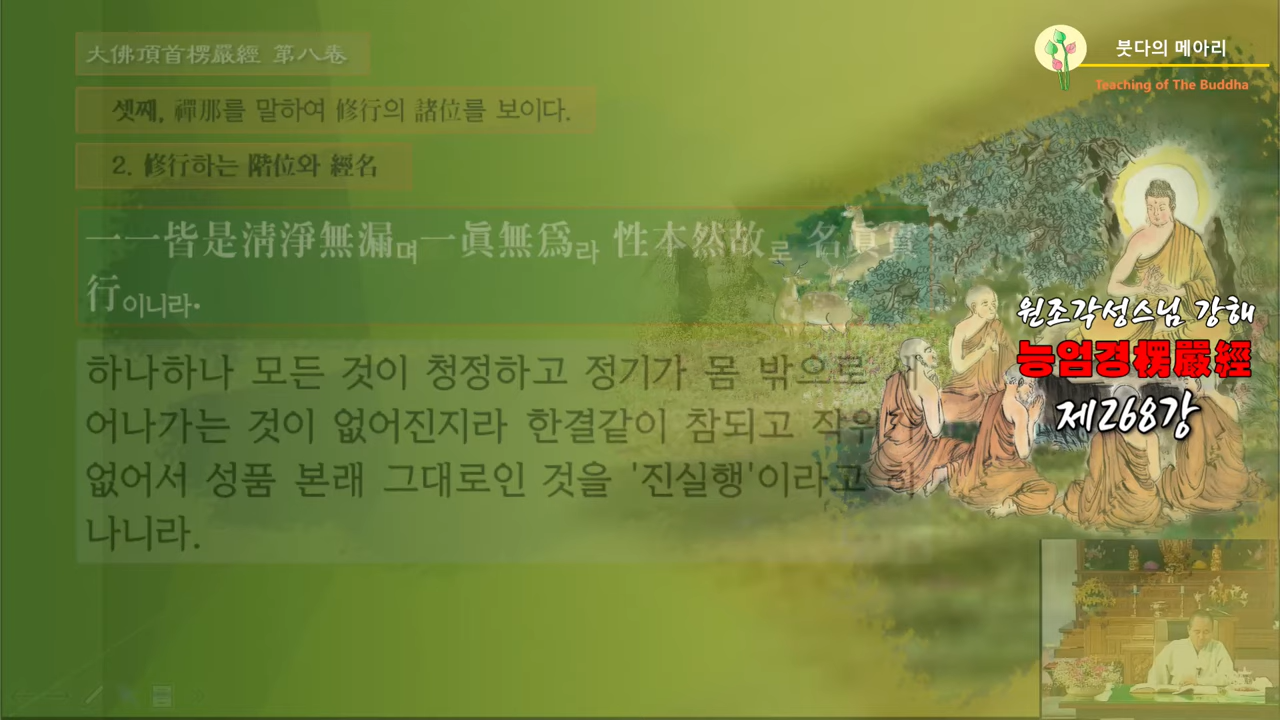 大佛頂首楞嚴經 第八卷
셋째, 禪那를 말하여 修行의 諸位를 보이다.
2. 修行하는 階位와 經名
一一皆是淸淨無漏며 一眞無爲라 性本然故로 名眞實
行이니라.
하나하나 모든 것이 청정하고 정기가 몸 밖으로
어나가는 것이 없어진지라 한결같이 참되고
없어서 성품 본래 그대로인 것을 '진실행'이라고 하
나니라.
붓다의 메아리
Teaching of The Buddha
원조각성스님 강해
능엄경楞嚴經
제268강